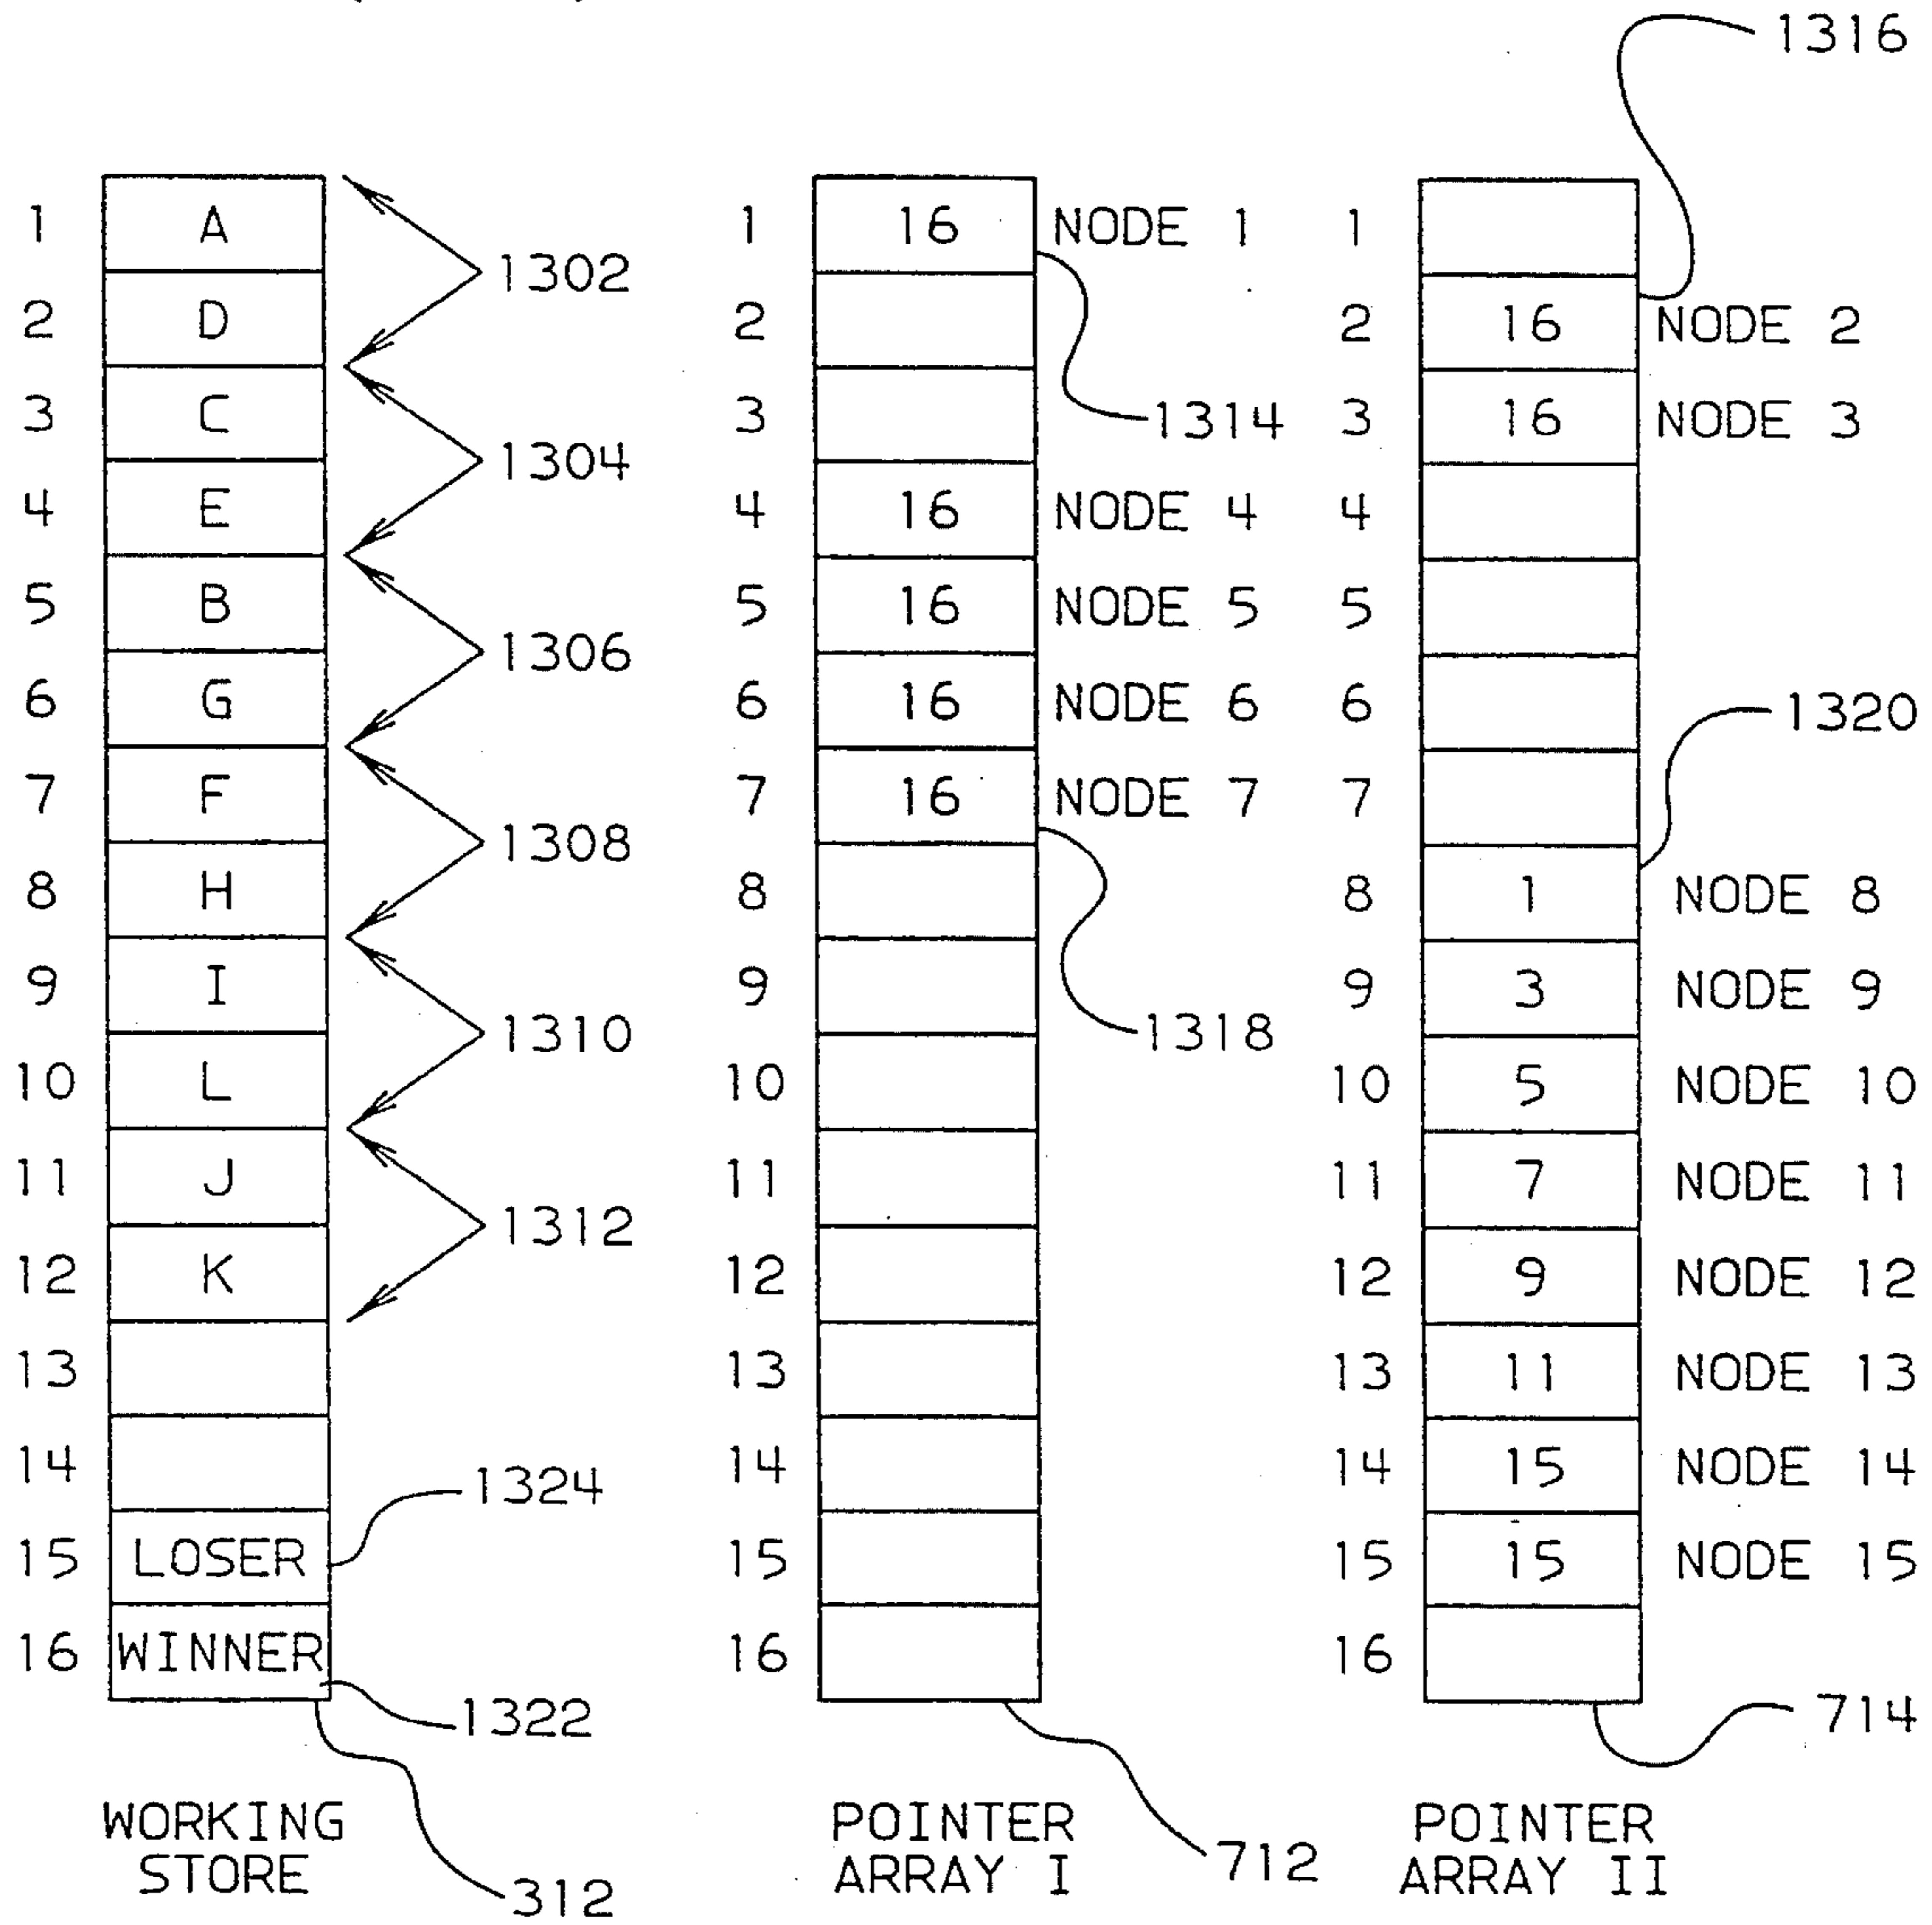 1316
1 A 1 16 NODE 1 1
1302
2 D 2 2 16 NODE 2
3 C 3 1314 3 16 NODE 3
1304
4 E 4 16 NODE 4 4
5 B 5 16 NODE 5 5
1306
6 G 6 16 NODE 6 6 1320
7 F 7 16 NODE 7 7
1308
8 H 8 8 1 NODE 8
9 I 9 9 3 NODE 9
1310 1318
10 L 10 10 5 NODE 10
11 J 11 11 7 NODE 11
1312
12 K 12 12 9 NODE 12
13 13 13 11 NODE 13
14 14 14 15 NODE 14
1324
15 LOSER 15 15 15 NODE 15
16 WINNER 16 16
1322 714
WORKING STORE
312
POINTER ARRAY I
712
POINTER ARRAY II